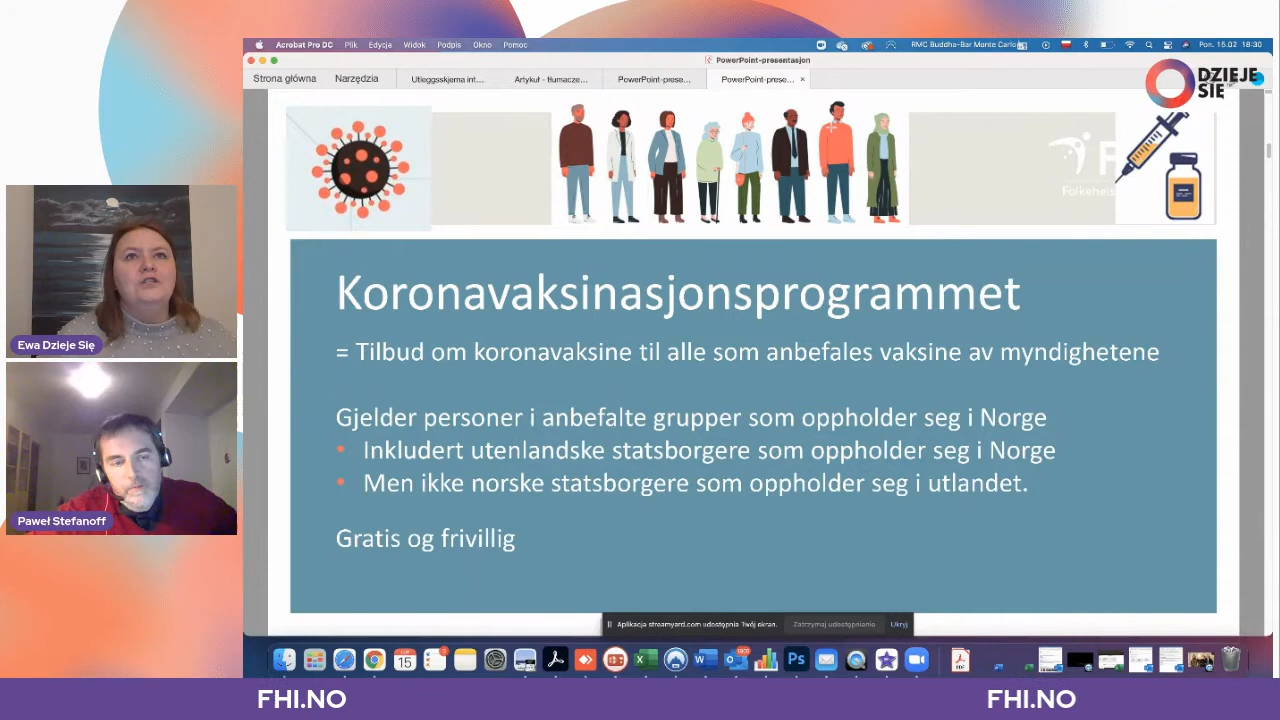 Acrobat Pro DC Plik Edycja Widok Podpis Okno Pomoc
RMC Buddha-Bar Monte Carlo
Pon. 15.02 18:30
PowerPoint-presentasjon
Strona główna Narzędzia Utleggsskjema int... Artykuł - tłumacze... PowerPoint-prese... PowerPoint-prese... ×
DZIEJE
SIĘ
F
Folkehels
Koronavaksinasjonsprogrammet
= Tilbud om koronavaksine til alle som anbefales vaksine av myndighetene
Gjelder personer i anbefalte grupper som oppholder seg i Norge
• Inkludert utenlandske statsborgere som oppholder seg i Norge
• Men ikke norske statsborgere som oppholder seg i utlandet.
Gratis og frivillig
Ewa Dzieje Się
Paweł Stefanoff
Aplikacja streamyard.com udostępnia Twój ekran. Zatrzymaj udostępnianie Ukryj
LUT
15
FHI.NO FHI.NO